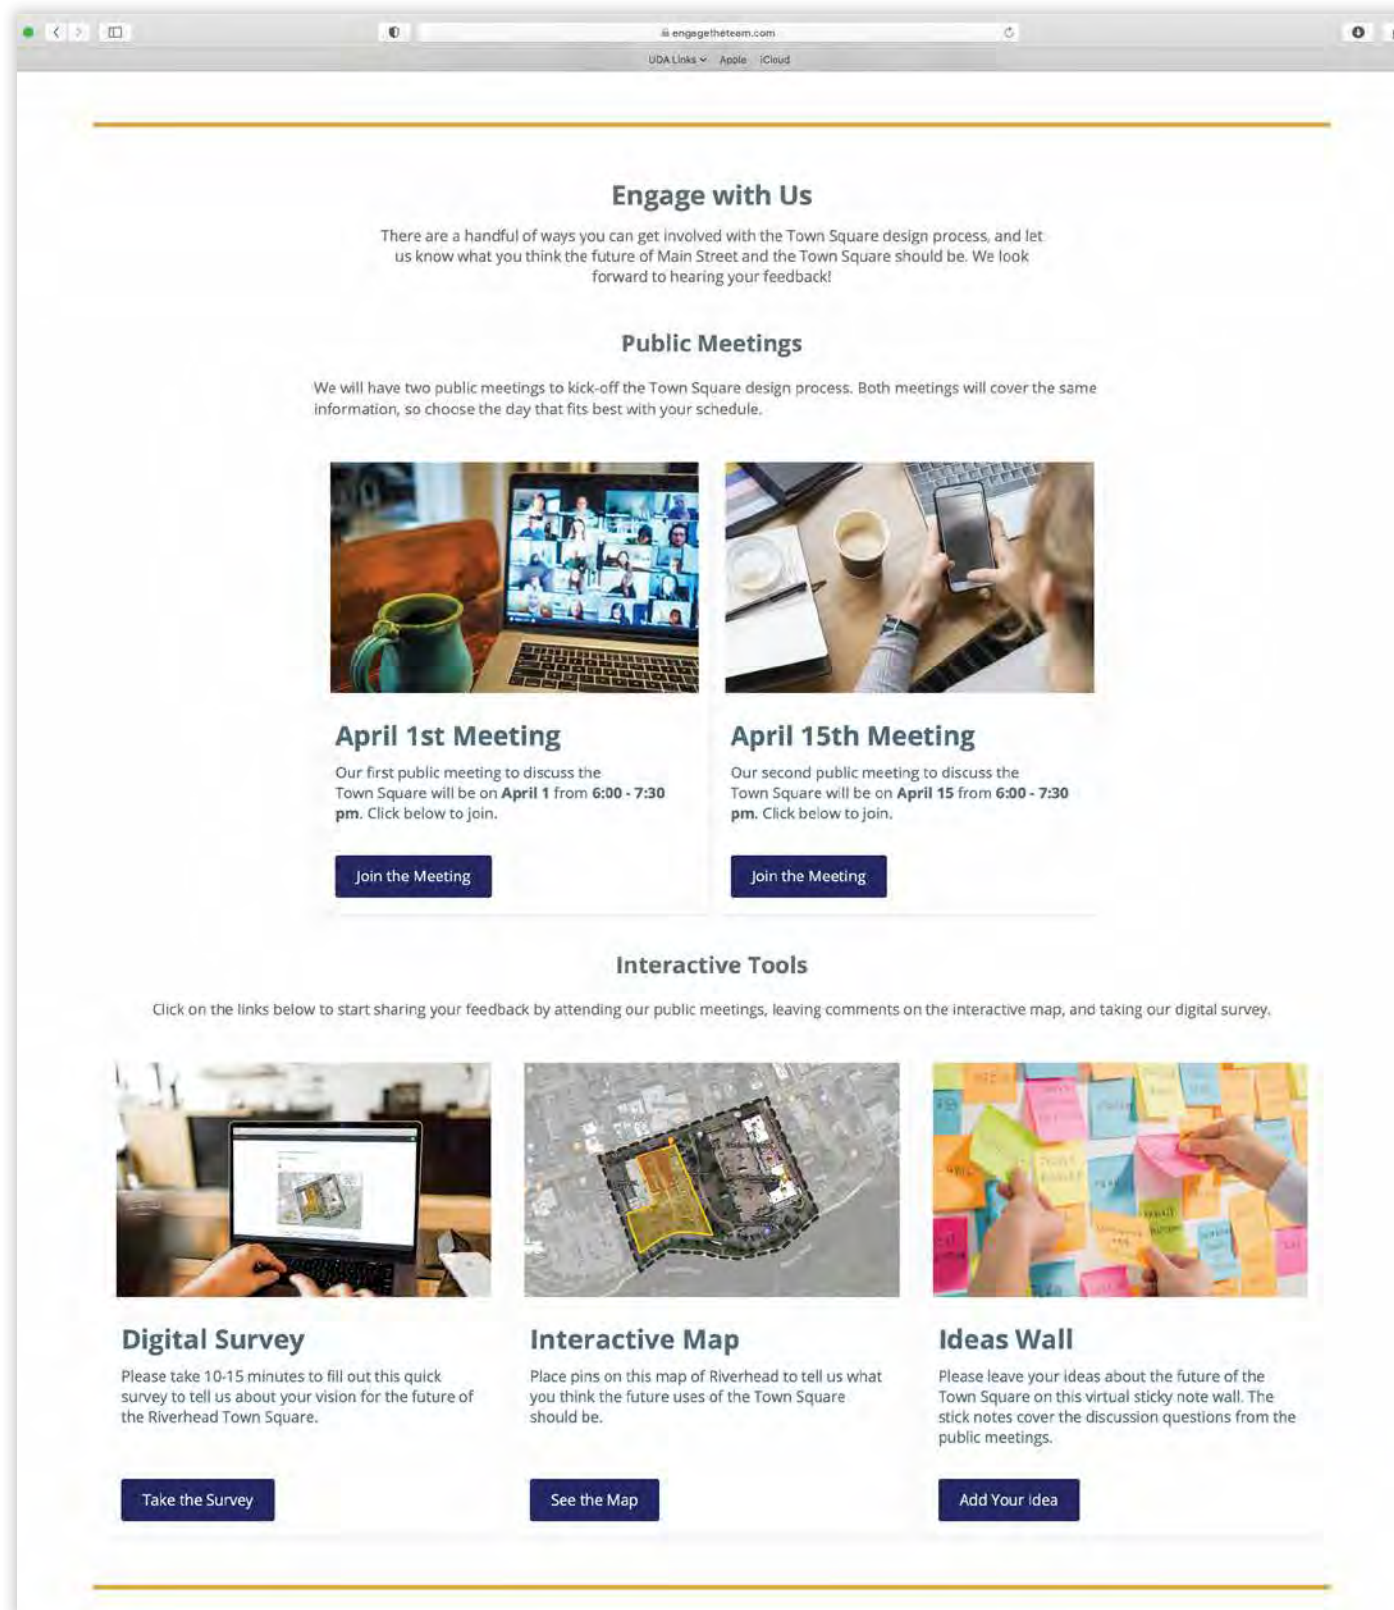 engagetheteam.com
UDA Links Apple iCloud
Engage with Us
There are a handful of ways you can get involved with the Town Square design process, and let
us know what you think the future of Main Street and the Town Square should be. We look
forward to hearing your feedback!
Public Meetings
We will have two public meetings to kick-off the Town Square design process. Both meetings will cover the same
information, so choose the day that fits best with your schedule.
April 1st Meeting
Our first public meeting to discuss the
Town Square will be on April 1 from 6:00 - 7:30
pm. Click below to join.
Join the Meeting
April 15th Meeting
Our second public meeting to discuss the
Town Square will be on April 15 from 6:00 - 7:30
pm. Click below to join.
Join the Meeting
Interactive Tools
Click on the links below to start sharing your feedback by attending our public meetings, leaving comments on the interactive map, and taking our digital survey.
Digital Survey
Please take 10-15 minutes to fill out this quick
survey to tell us about your vision for the future of
the Riverhead Town Square.
Take the Survey
Interactive Map
Place pins on this map of Riverhead to tell us what
you think the future uses of the Town Square
should be.
See the Map
Ideas Wall
Please leave your ideas about the future of the
Town Square on this virtual sticky note wall. The
stick notes cover the discussion questions from the
public meetings.
Add Your Idea